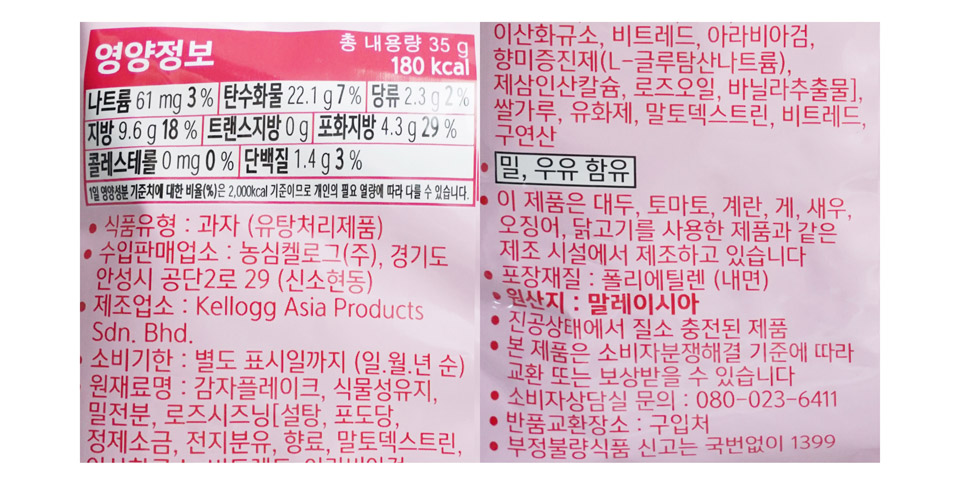 영양정보
총 내용량 35 g
180 kcal
나트륨 61 mg 3 % 탄수화물 22.1 g 7 % 당류 2.3 g 2 %
지방 9.6 g 18 % 트랜스지방 0 g 포화지방 4.3 g 29 %
콜레스테롤 0 mg 0 % 단백질 1.4 g 3 %
1일 영양성분 기준치에 대한 비율(%)은 2,000kcal 기준이므로 개인의 필요 열량에 따라 다를 수 있습니다.
• 식품유형 : 과자 (유탕처리제품)
• 수입판매업소 : 농심켈로그(주), 경기도
안성시 공단2로 29 (신소현동)
• 제조업소 : Kellogg Asia Products
Sdn. Bhd.
• 소비기한 : 별도 표시일까지 (일.월.년 순)
• 원재료명 : 감자플레이크, 식물성유지,
밀전분, 로즈시즈닝[설탕, 포도당,
정제소금, 전지분유, 향료, 말토덱스트린,
이산화규소, 비트레드, 아라비아검,
이산화규소, 비트레드, 아라비아검,
향미증진제(L-글루탐산나트륨),
제삼인산칼슘, 로즈오일, 바닐라추출물],
쌀가루, 유화제, 말토덱스트린, 비트레드,
구연산
• 밀, 우유 함유
• 이 제품은 대두, 토마토, 계란, 게, 새우,
오징어, 닭고기를 사용한 제품과 같은
제조 시설에서 제조하고 있습니다
• 포장재질 : 폴리에틸렌 (내면)
• 원산지 : 말레이시아
• 진공상태에서 질소 충전된 제품
• 본 제품은 소비자분쟁해결 기준에 따라
교환 또는 보상받을 수 있습니다
• 소비자상담실 문의 : 080-023-6411
• 반품교환장소 : 구입처
• 부정불량식품 신고는 국번없이 1399